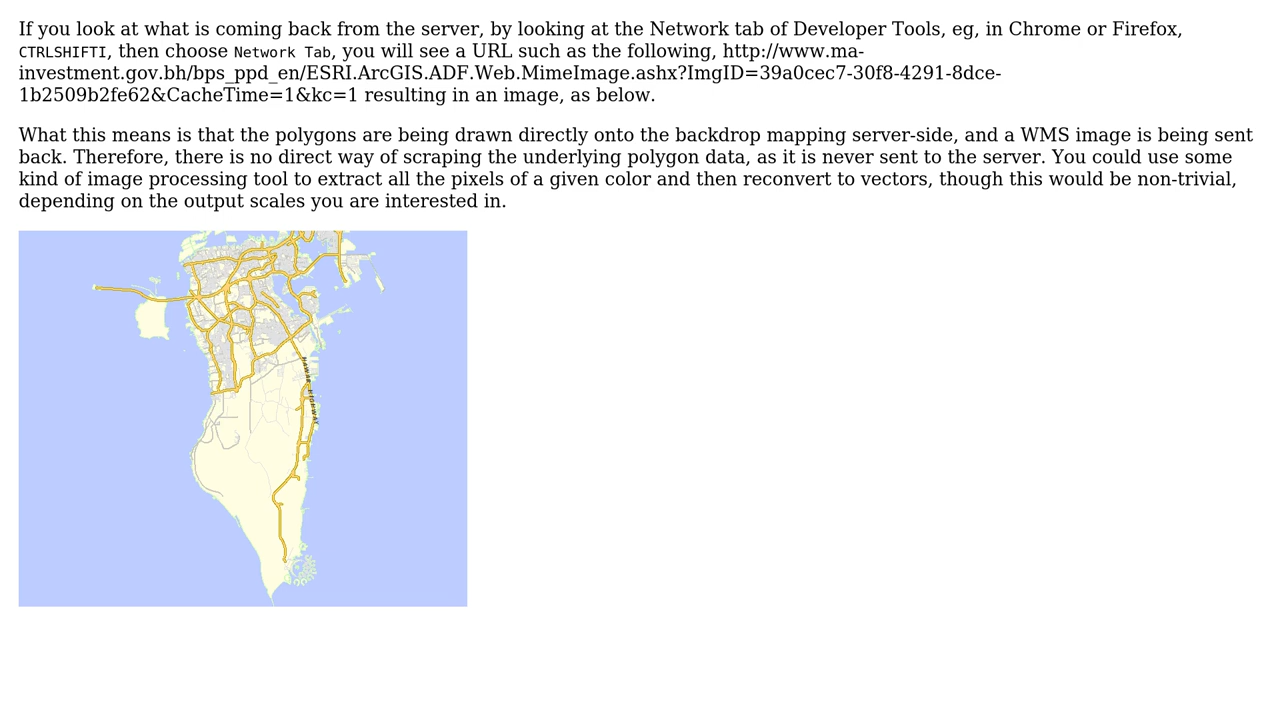 If you look at what is coming back from the server, by looking at the Network tab of Developer Tools, eg, in Chrome or Firefox,
CTRLSHIFTI, then choose Network Tab, you will see a URL such as the following, http://www.ma-
investment.gov.bh/bps_ppd_en/ESRI.ArcGIS.ADF.Web.MimeImage.ashx?ImgID=39a0cec7-30f8-4291-8dce-
1b2509b2fe62&CacheTime=1&kc=1 resulting in an image, as below.
What this means is that the polygons are being drawn directly onto the backdrop mapping server-side, and a WMS image is being sent
back. Therefore, there is no direct way of scraping the underlying polygon data, as it is never sent to the server. You could use some
kind of image processing tool to extract all the pixels of a given color and then reconvert to vectors, though this would be non-trivial,
depending on the output scales you are interested in.
HIGHWAY